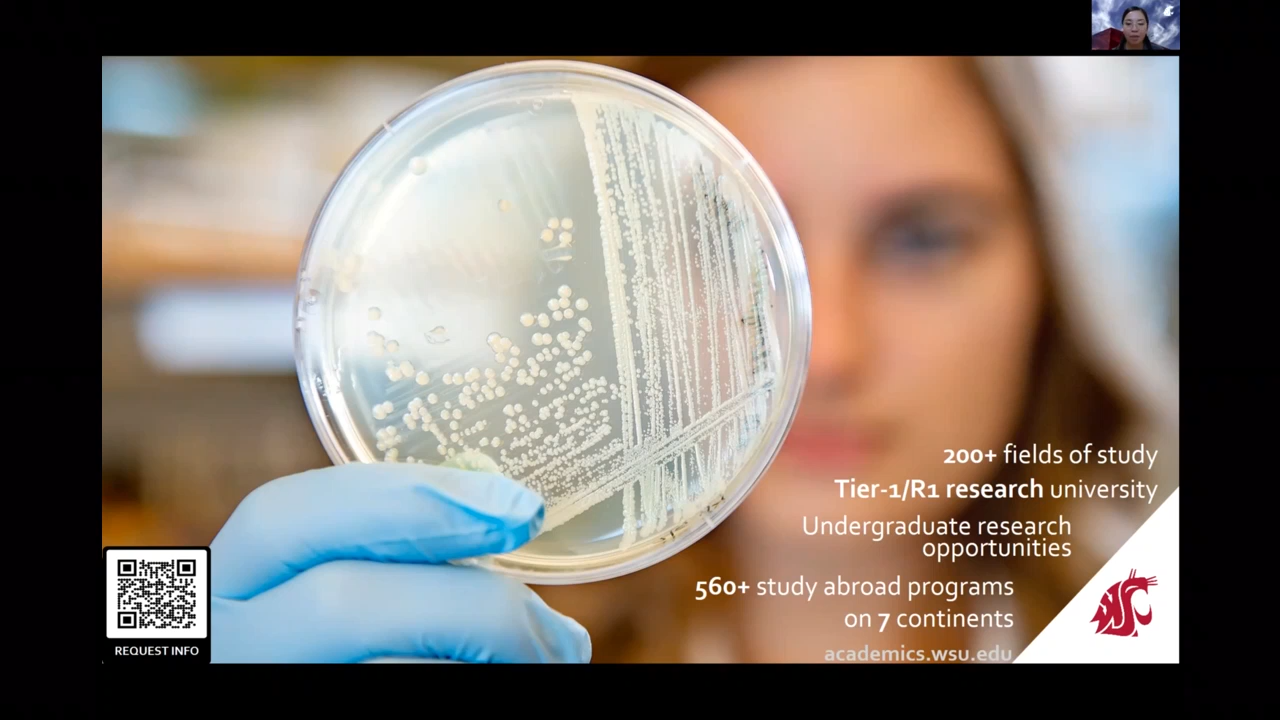 200+ fields of study
Tier-1/R1 research university
Undergraduate research
opportunities
560+ study abroad programs
on 7 continents
academics.wsu.edu
REQUEST INFO
WSU